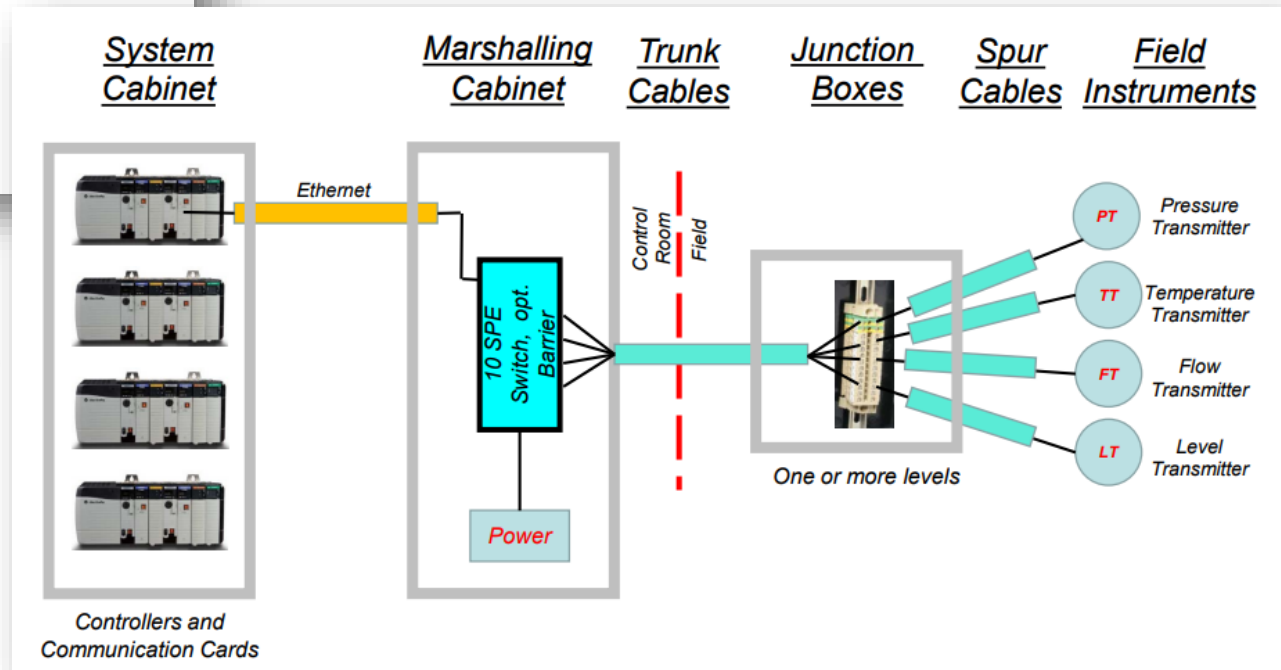 System
Cabinet
Marshalling
Cabinet
Trunk
Cables
Junction
Boxes
Spur
Cables
Field
Instruments
Ethernet
Control
Room
Field
10 SPE
Switch, opt.
Barrier
Power
PT
Pressure
Transmitter
TT
Temperature
Transmitter
FT
Flow
Transmitter
LT
Level
Transmitter
One or more levels
Controllers and
Communication Cards